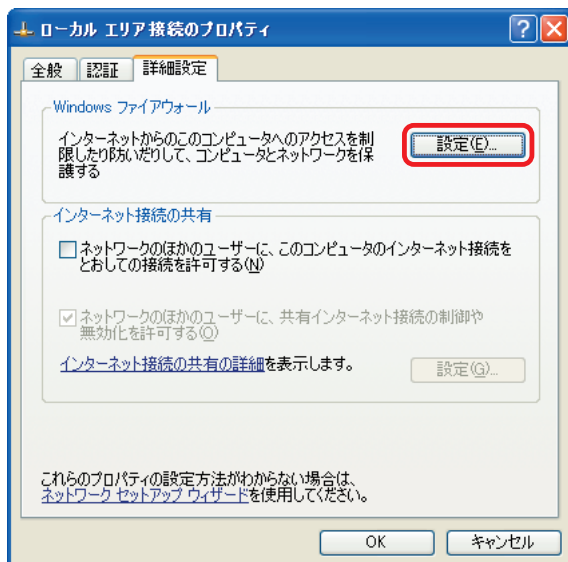 ローカル エリア接続のプロパティ
全般 認証 詳細設定
Windows ファイアウォール
インターネットからのこのコンピュータへのアクセスを制
限したり防いだりして、コンピュータとネットワークを保
護する
設定(E)...
インターネット接続の共有
ネットワークのほかのユーザーに、このコンピュータのインターネット接続を
とおしての接続を許可する(N)
ネットワークのほかのユーザーに、共有インターネット接続の制御や
無効化を許可する(O)
インターネット接続の共有の詳細を表示します。
設定(G)...
これらのプロパティの設定方法がわからない場合は、
ネットワーク セットアップ ウィザードを使用してください。
OK キャンセル